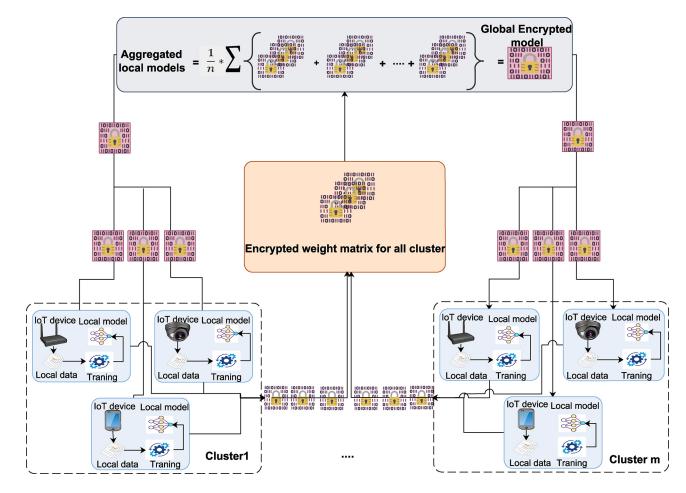 Aggregated
local models
=
1
n
*
∑
+
+
....
+
=
Global Encrypted
model
Encrypted weight matrix for all cluster
IoT device Local model
Local data Traning
IoT device Local model
Local data Traning
IoT device Local model
Local data Traning
Cluster1
....
IoT device Local model
Local data Traning
IoT device Local model
Local data Traning
IoT device Local model
Local data Traning
Cluster m